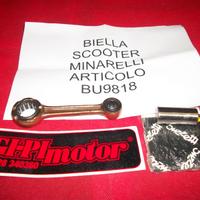 BIELLA
SCOOTER
MINARELLI
ARTICOLO
BU9818
motor